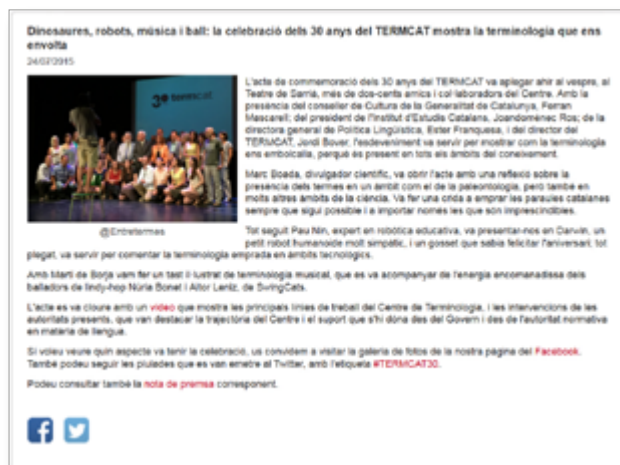 Dinosaures, robots, música i ball: la celebració dels 30 anys del TERMCAT mostra la terminologia que ens
envolta
24/07/2015
L'acte de commemoració dels 30 anys del TERMCAT va aplegar ahir al vespre, al
Teatre de Sarrià, més de dos-cents amics i col·laboradors del Centre. Amb la
presència del conseller de Cultura de la Generalitat de Catalunya, Ferran
Mascarell; del president de l'Institut d'Estudis Catalans, Joandomènec Ros; de la
directora general de Política Lingüística, Ester Franquesa, i del director del
TERMCAT, Jordi Bover, l'esdeveniment va servir per mostrar com la terminologia
ens embolcalla, perquè és present en tots els àmbits del coneixement.
30 termcat
Marc Boada, divulgador científic, va obrir l'acte amb una reflexió sobre la
presència dels termes en un àmbit com el de la paleontologia, però també en
molts altres àmbits de la ciència. Va fer una crida a emprar les paraules catalanes
sempre que sigui possible i a importar només les que són imprescindibles.
@Entretermes
Tot seguit Pau Nin, expert en robòtica educativa, va presentar-nos en Darwin, un
petit robot humanoide molt simpàtic, i un gosset que sabia felicitar l'aniversari; tot
plegat, va servir per comentar la terminologia emprada en àmbits tecnològics.
Amb Martí de Borja vam fer un tast il·lustrat de terminologia musical, que es va acompanyar de l'energia encomanadissa dels
balladors de lindy-hop Núria Bonet i Aitor Leniz, de SwingCats.
L'acte es va cloure amb un vídeo que mostra les principals línies de treball del Centre de Terminologia, i les intervencions de les
autoritats presents, que van destacar la trajectòria del Centre i el suport que s'hi dóna des del Govern i des de l'autoritat normativa
en matèria de llengua.
Si voleu veure quin aspecte va tenir la celebració, us convidem a visitar la galeria de fotos de la nostra pàgina del Facebook.
També podeu seguir les piulades que es van emetre al Twitter, amb l'etiqueta #TERMCAT30.
Podeu consultar també la nota de premsa corresponent.